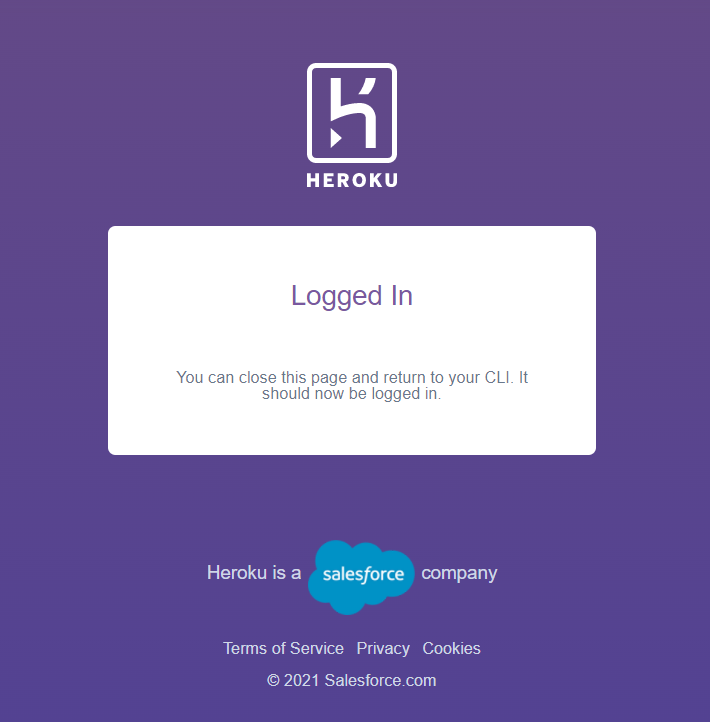 HEROKU
Logged In
You can close this page and return to your CLI. It
should now be logged in.
Heroku is a salesforce company
Terms of Service Privacy Cookies
© 2021 Salesforce.com